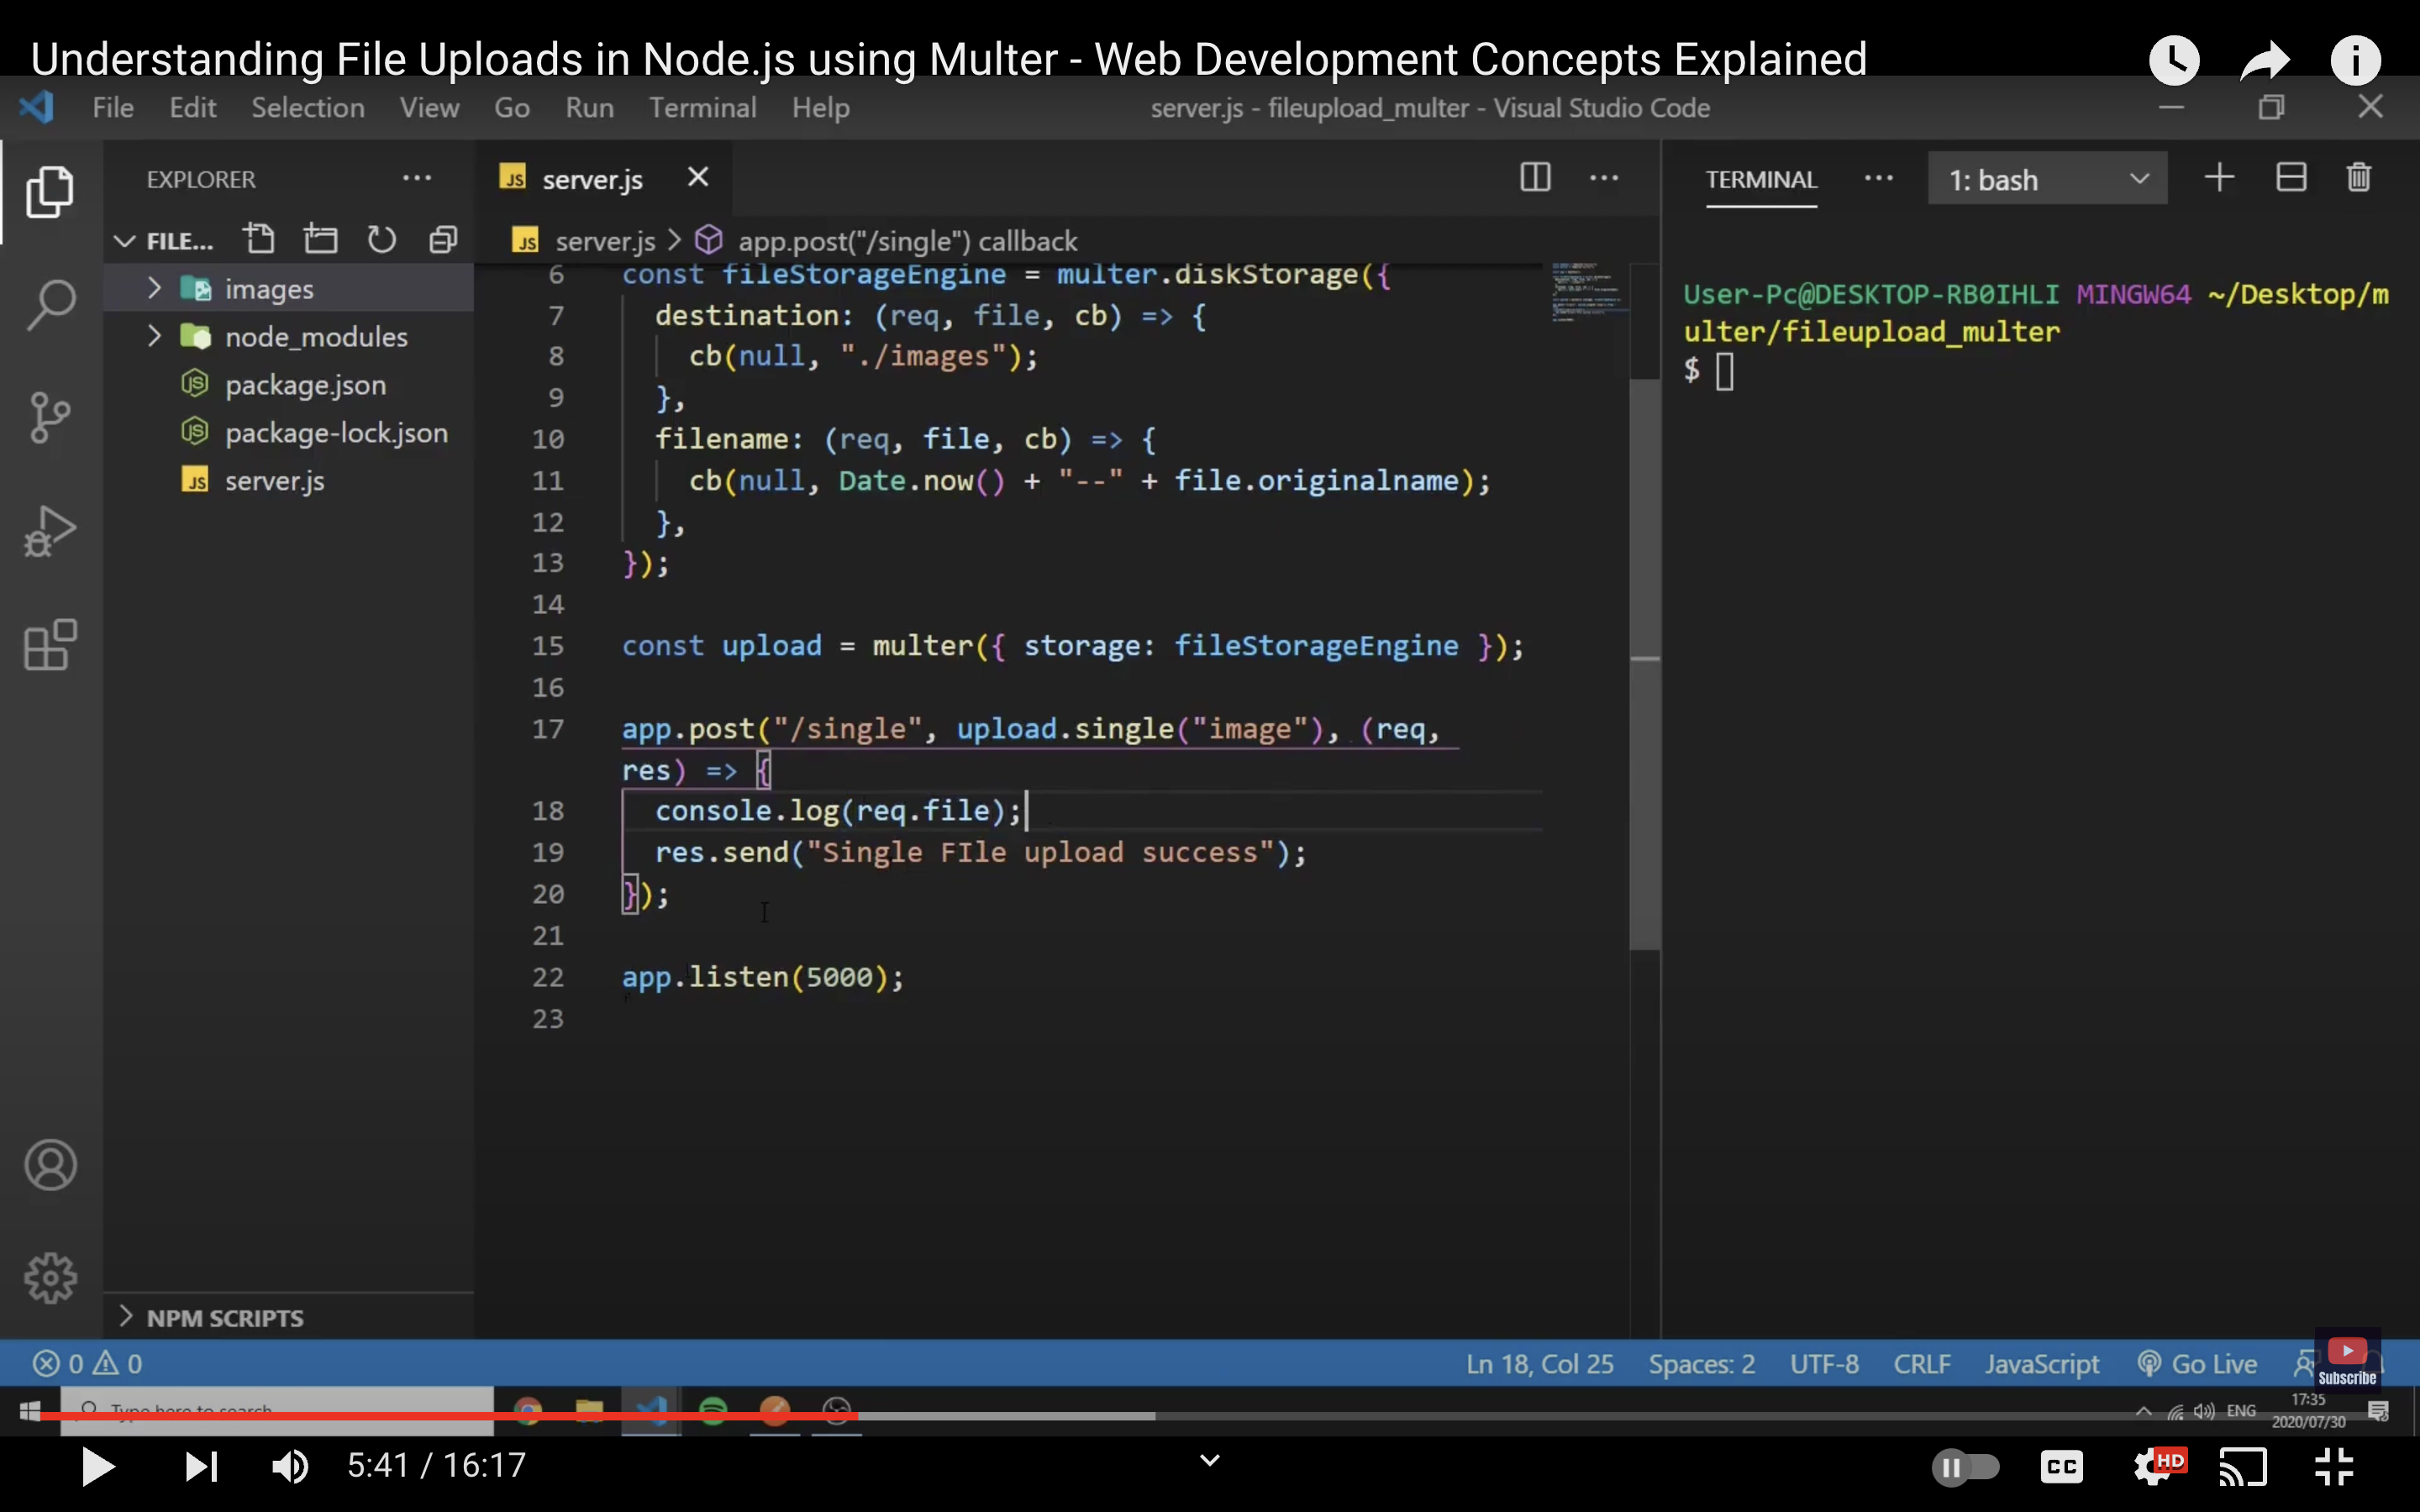 Understanding File Uploads in Node.js using Multer - Web Development Concepts Explained
File Edit Selection View Go Run Terminal Help server.js - fileupload_multer - Visual Studio Code
EXPLORER
FILE...
images
node_modules
package.json
package-lock.json
server.js
NPM SCRIPTS
server.js
server.js > app.post("/single") callback
6 const fileStorageEngine = multer.diskStorage({
7 destination: (req, file, cb) => {
8 cb(null, "./images");
9 },
10 filename: (req, file, cb) => {
11 cb(null, Date.now() + "--" + file.originalname);
12 },
13 });
14
15 const upload = multer({ storage: fileStorageEngine });
16
17 app.post("/single", upload.single("image"), (req,
res) => {
18 console.log(req.file);
19 res.send("Single FIle upload success");
20 });
21
22 app.listen(5000);
23
TERMINAL 1: bash
User-Pc@DESKTOP-RB0IHLI MINGW64 ~/Desktop/m
ulter/fileupload_multer
$
0 0 Ln 18, Col 25 Spaces: 2 UTF-8 CRLF JavaScript Go Live
Subscribe
Type here to search
ENG
17:35
2020/07/30
5:41 / 16:17
CC
HD